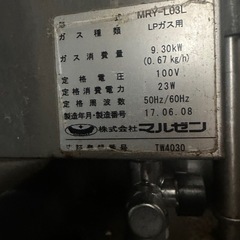 MRY-L03L
ガス種類 LPガス用
ガス消費量 9.30kW
(0.67kg/h)
定格電圧 100V
定格消費電力 23W
定格周波数 50Hz/60Hz
製造年月・製造番号 17.06.08
株式会社マルゼン
TW4030